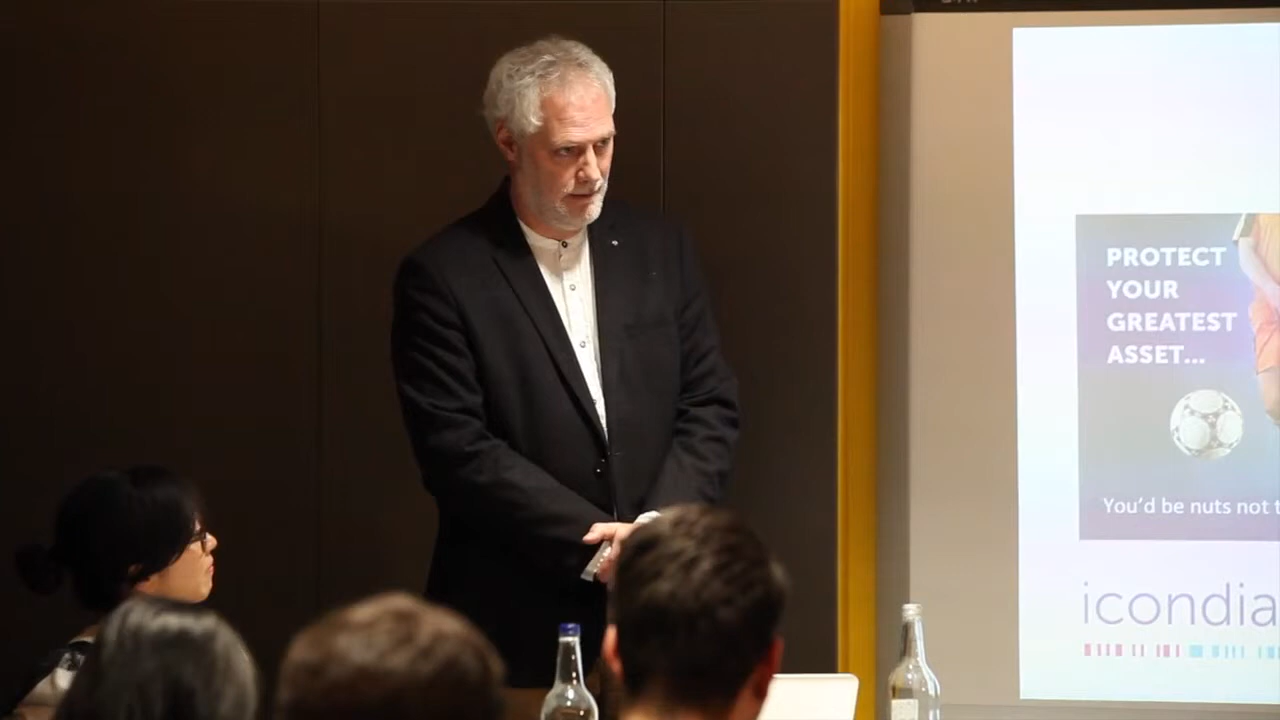 PROTECT
YOUR
GREATEST
ASSET...
You'd be nuts not t
icondia